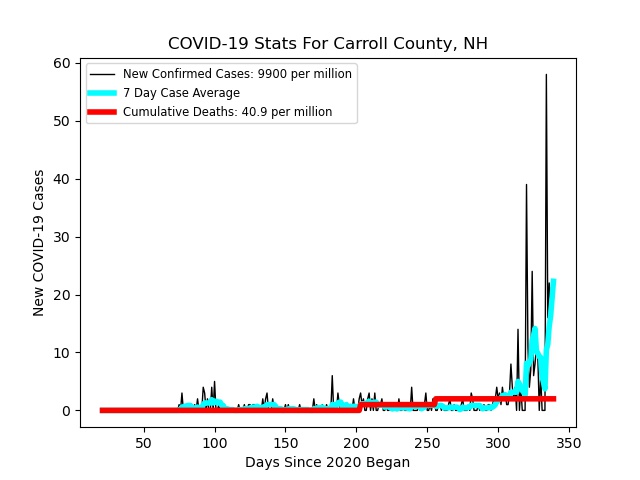 COVID-19 Stats For Carroll County, NH
60
50
40
30
20
10
0
New COVID-19 Cases
New Confirmed Cases: 9900 per million
7 Day Case Average
Cumulative Deaths: 40.9 per million
50 100 150 200 250 300 350
Days Since 2020 Began